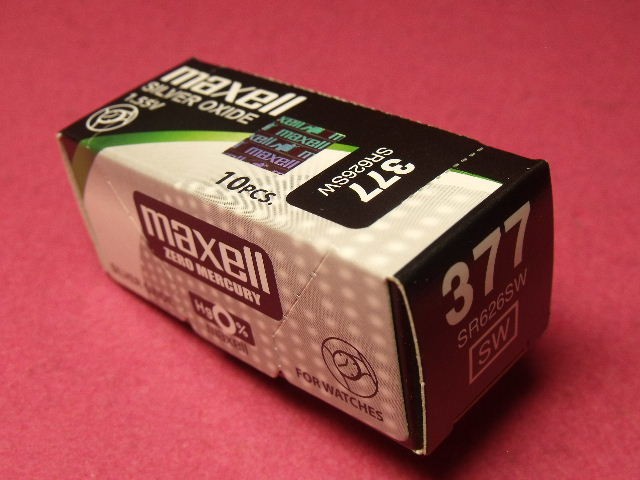 maxell
SILVER OXIDE
1.55V
maxell
maxell
10PCS.
377
SR626SW
maxell
ZERO MERCURY
Hg0%
maxell
FOR WATCHES
377
SR626SW
SW